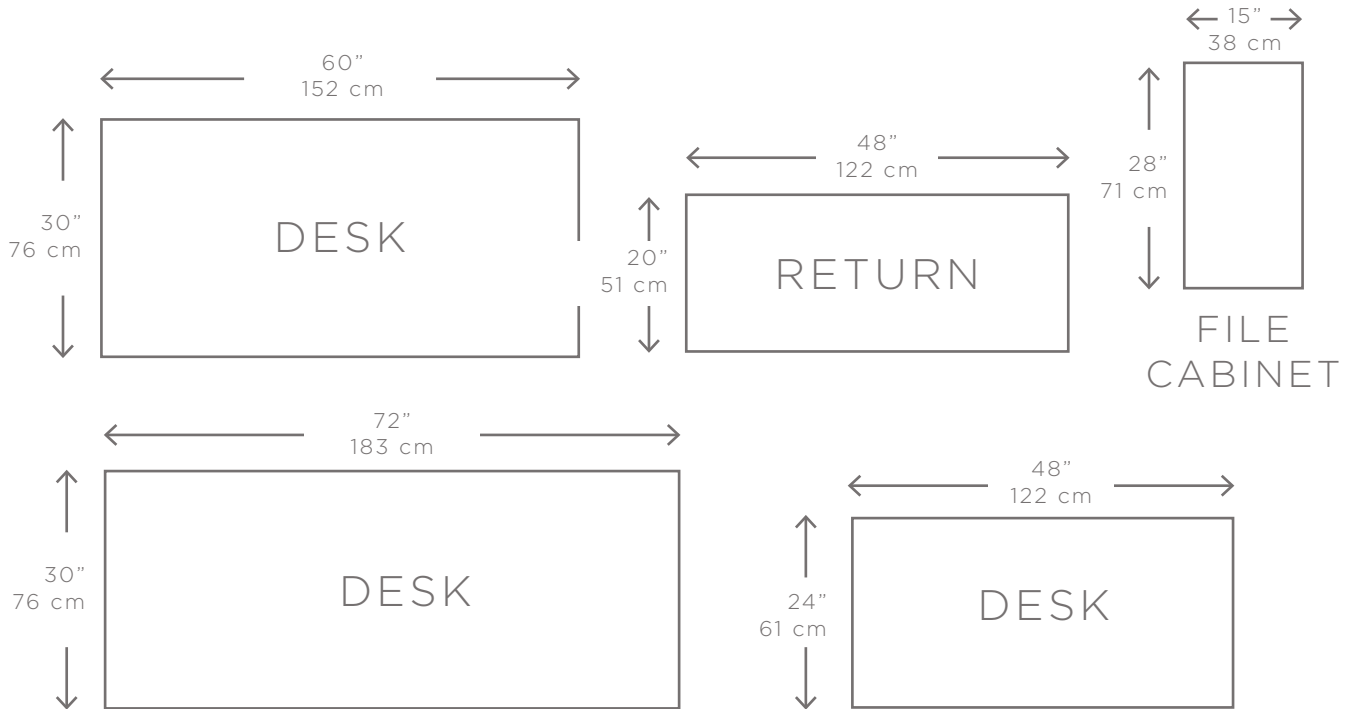 15”
38 cm
60”
152 cm
48”
122 cm
28”
71 cm
30”
76 cm
DESK
20”
51 cm
RETURN
FILE
CABINET
72”
183 cm
48”
122 cm
30”
76 cm
DESK
24”
61 cm
DESK